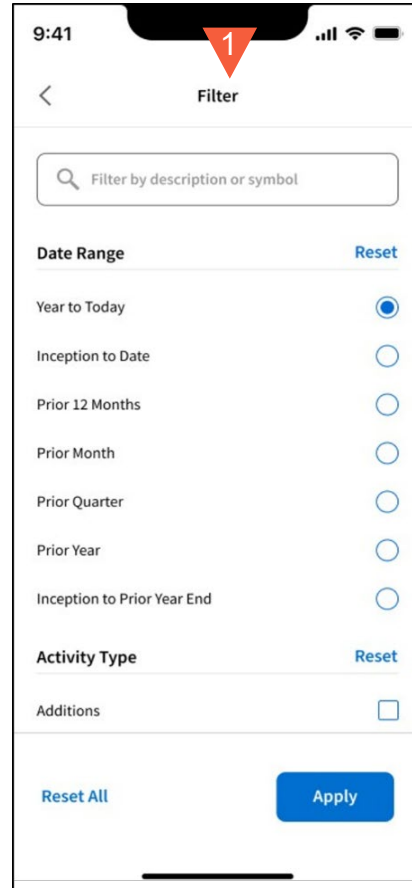 9:41
1
Filter
Filter by description or symbol
Date Range Reset
Year to Today
Inception to Date
Prior 12 Months
Prior Month
Prior Quarter
Prior Year
Inception to Prior Year End
Activity Type Reset
Additions
Reset All Apply